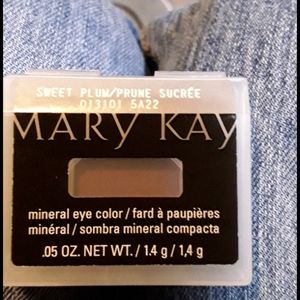 SWEET PLUM/PRUNE SUCRÉE
013101 5A22
MARY KAY
mineral eye color / fard à paupières
minéral / sombra mineral compacta
.05 OZ. NET WT. / 1.4 g / 1,4 g